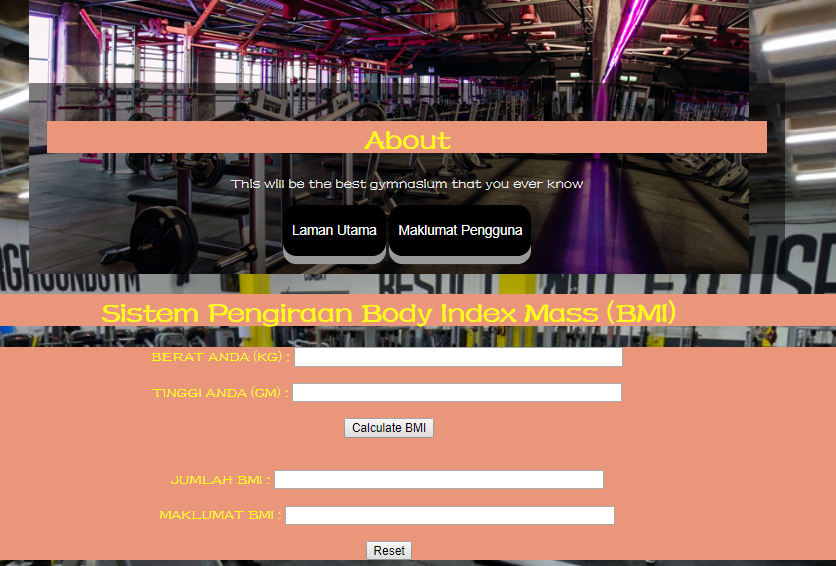 About
This will be the best gymnasium that you ever know
Laman Utama Maklumat Pengguna
Sistem Pengiraan Body Index Mass (BMI)
BERAT ANDA (KG) :
TINGGI ANDA (CM) :
Calculate BMI
JUMLAH BMI :
MAKLUMAT BMI :
Reset